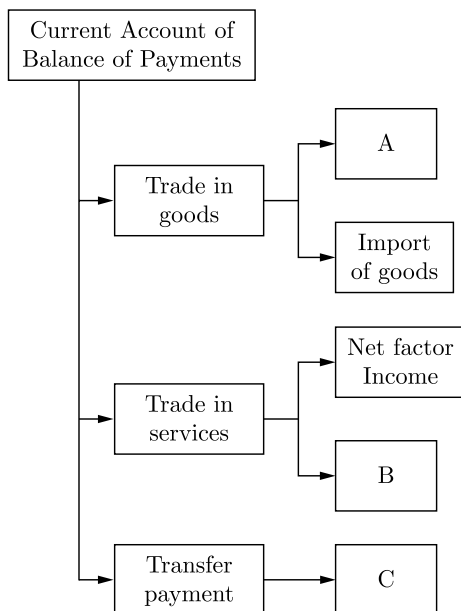 Current Account of
Balance of Payments
A
Trade in
goods
Import
of goods
Net factor
Income
Trade in
services
B
Transfer
payment
C